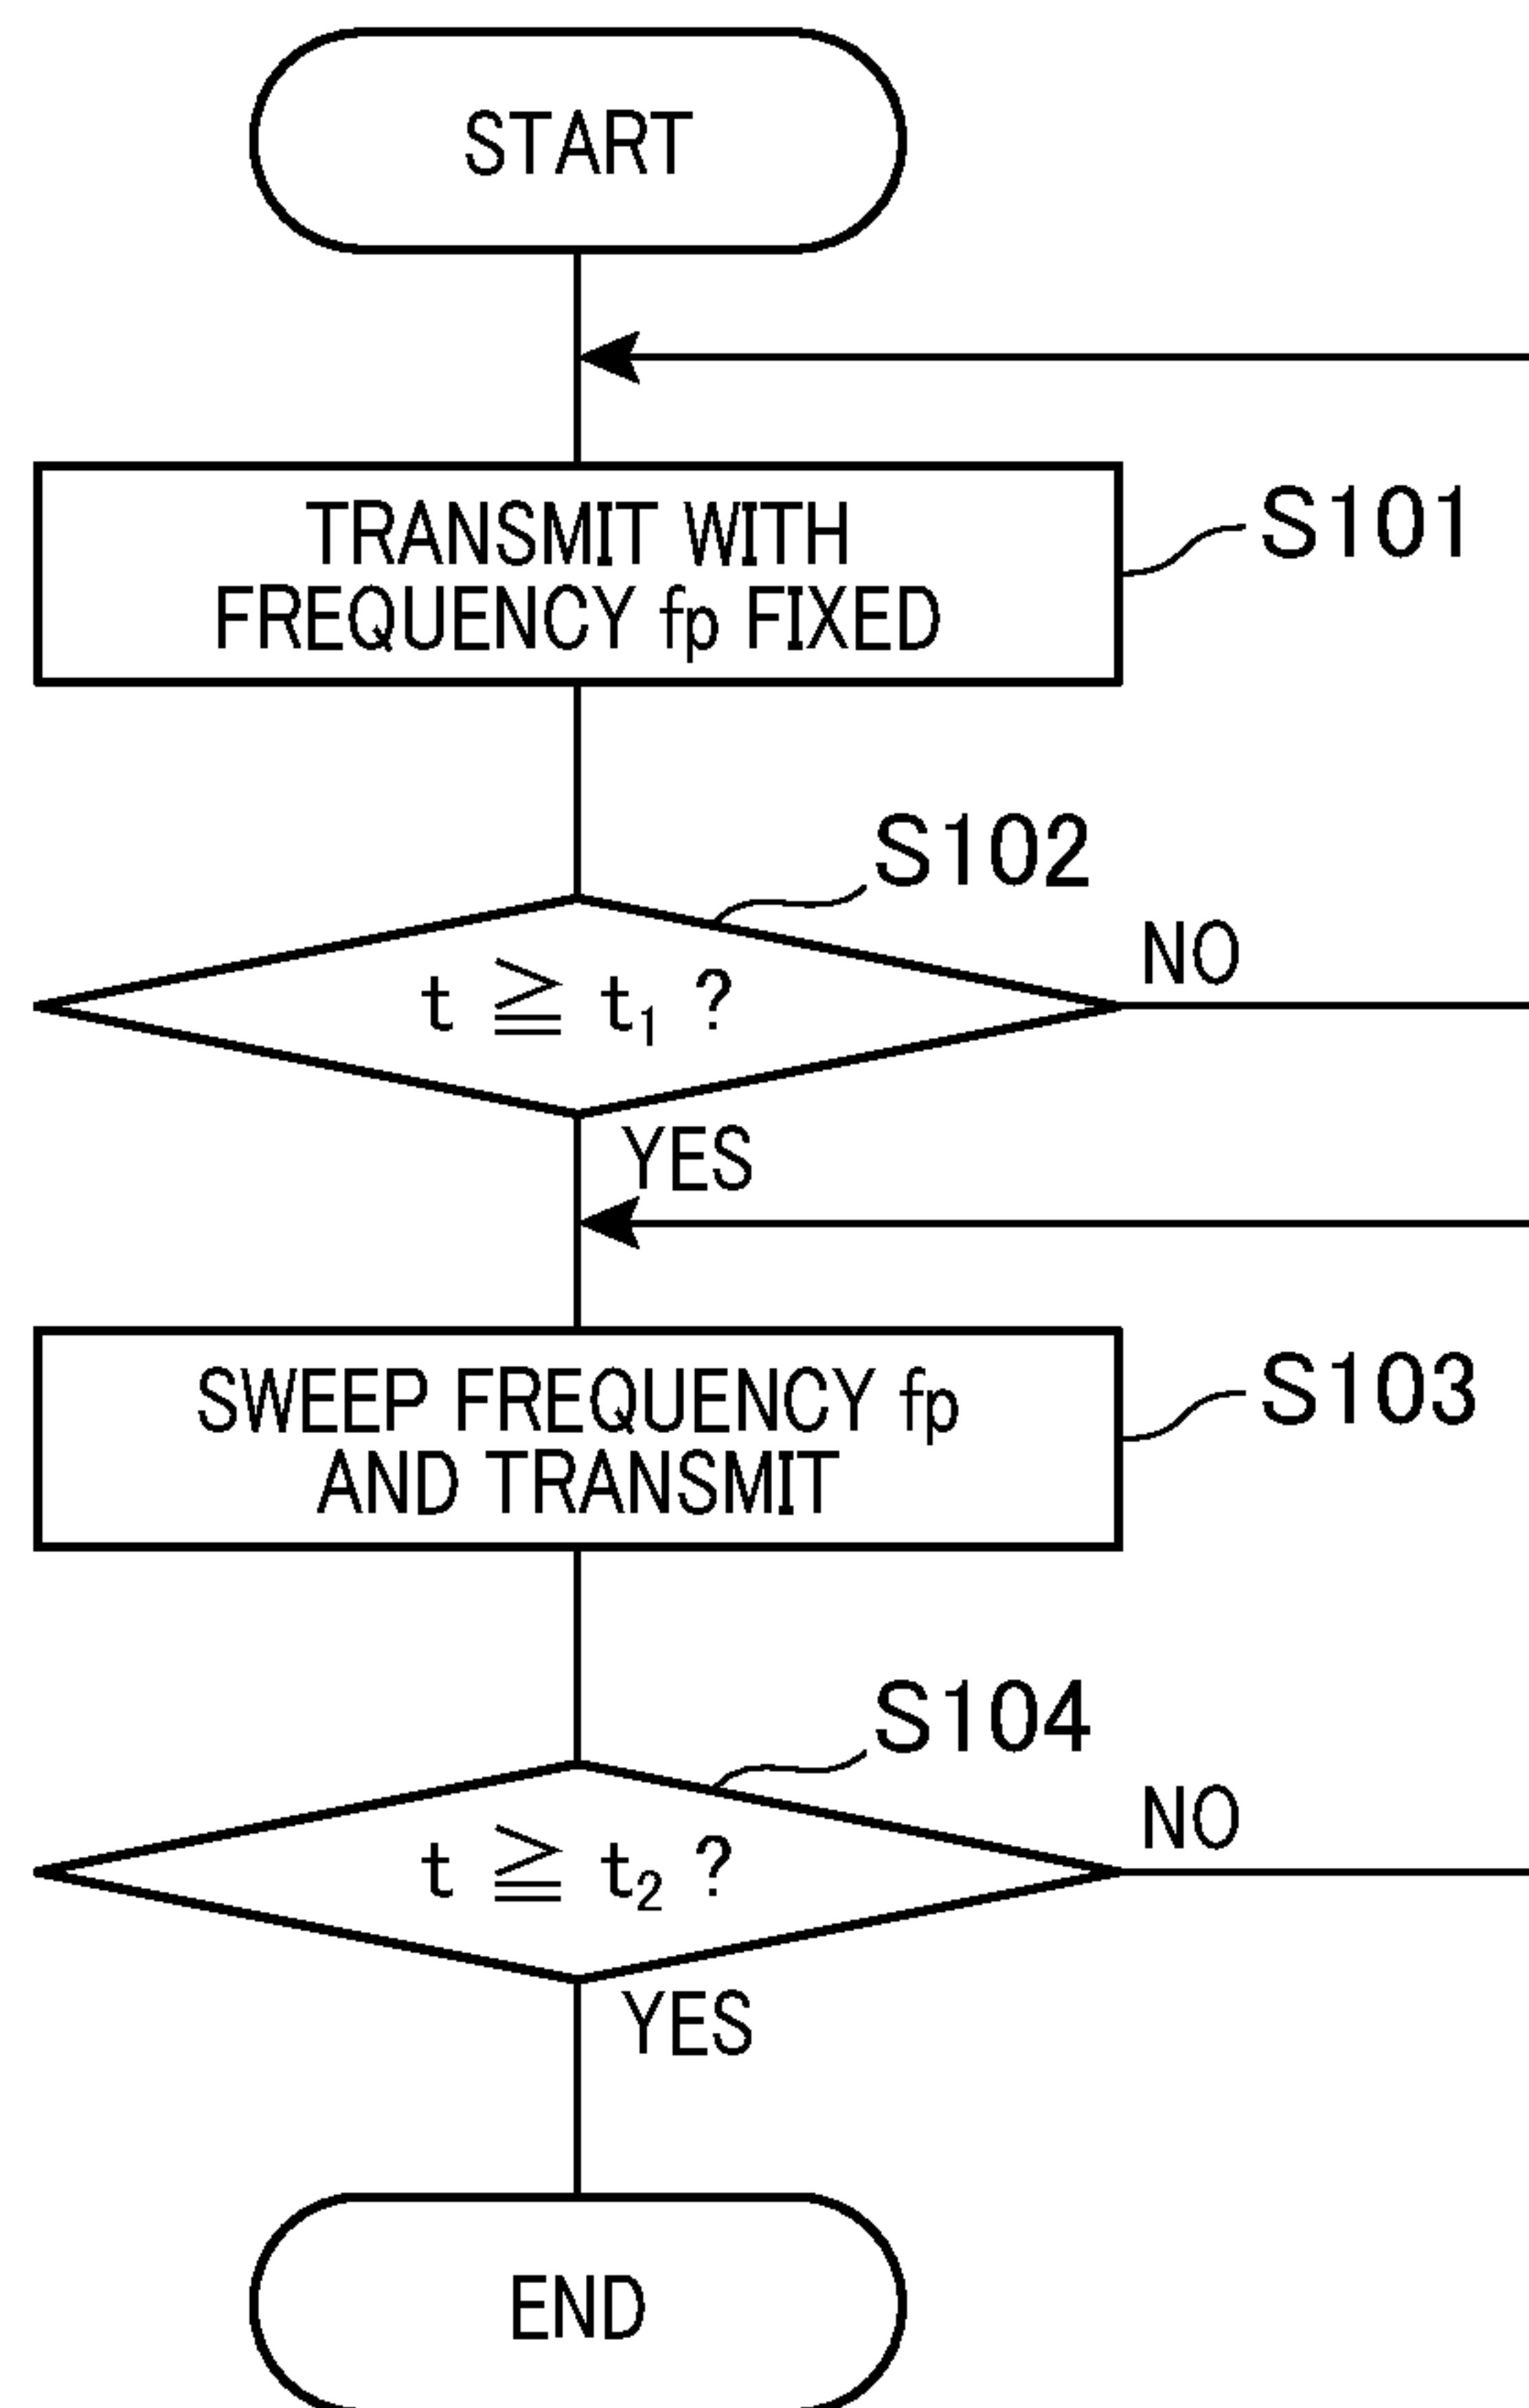 START
TRANSMIT WITH
FREQUENCY fp FIXED
S101
S102
t ≧ t₁ ?
NO
YES
SWEEP FREQUENCY fp
AND TRANSMIT
S103
S104
t ≧ t₂ ?
NO
YES
END